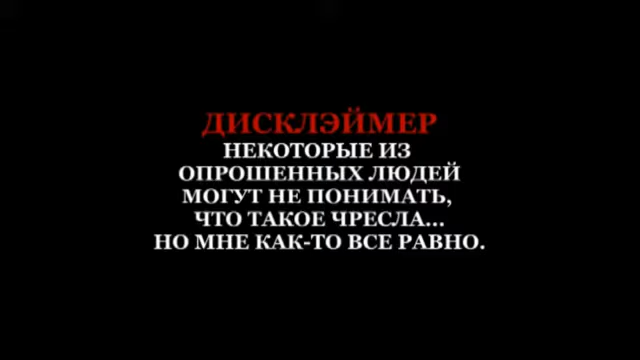 ДИСКЛЭЙМЕР
НЕКОТОРЫЕ ИЗ
ОПРОШЕННЫХ ЛЮДЕЙ
МОГУТ НЕ ПОНИМАТЬ,
ЧТО ТАКОЕ ЧРЕСЛА...
НО МНЕ КАК-ТО ВСЕ РАВНО.